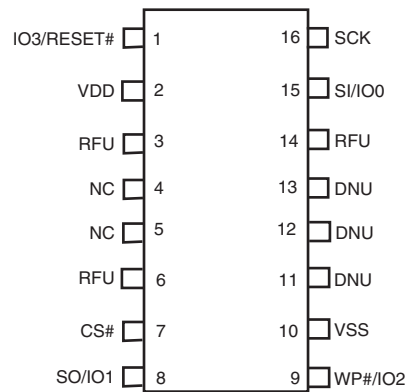 IO3/RESET# 1 16 SCK
VDD 2 15 SI/IO0
RFU 3 14 RFU
NC 4 13 DNU
NC 5 12 DNU
RFU 6 11 DNU
CS# 7 10 VSS
SO/IO1 8 9 WP#/IO2